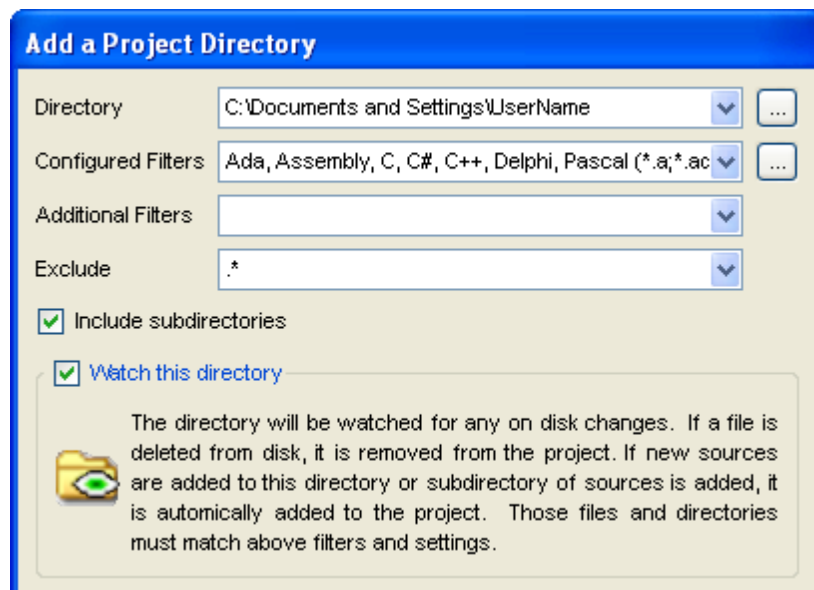 Add a Project Directory
Directory C:\Documents and Settings\UserName ...
Configured Filters Ada, Assembly, C, C#, C++, Delphi, Pascal (*.a;*.ac ...
Additional Filters
Exclude .*
Include subdirectories
Watch this directory
The directory will be watched for any on disk changes. If a file is
deleted from disk, it is removed from the project. If new sources
are added to this directory or subdirectory of sources is added, it
is automically added to the project. Those files and directories
must match above filters and settings.